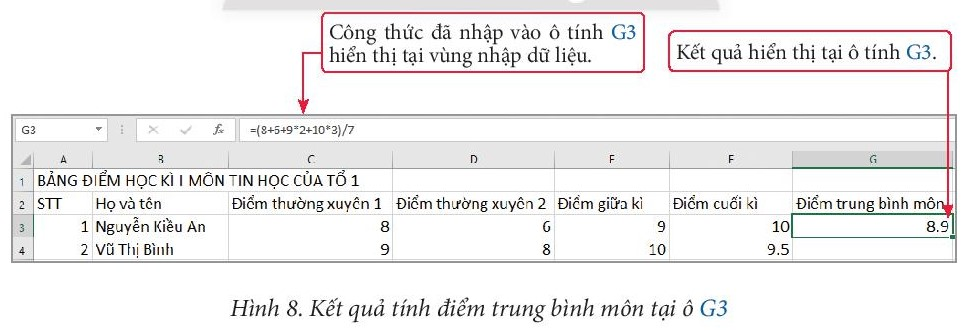 Công thức đã nhập vào ô tính G3
hiển thị tại vùng nhập dữ liệu.
Kết quả hiển thị tại ô tính G3.
G3 fx =(8+6+9*2+10*3)/7
A B C D E F G
1 BẢNG ĐIỂM HỌC KÌ I MÔN TIN HỌC CỦA TỔ 1
2 STT Họ và tên Điểm thường xuyên 1 Điểm thường xuyên 2 Điểm giữa kì Điểm cuối kì Điểm trung bình môn
3 1 Nguyễn Kiều An 8 6 9 10 8.9
4 2 Vũ Thị Bình 9 8 10 9.5
Hình 8. Kết quả tính điểm trung bình môn tại ô G3